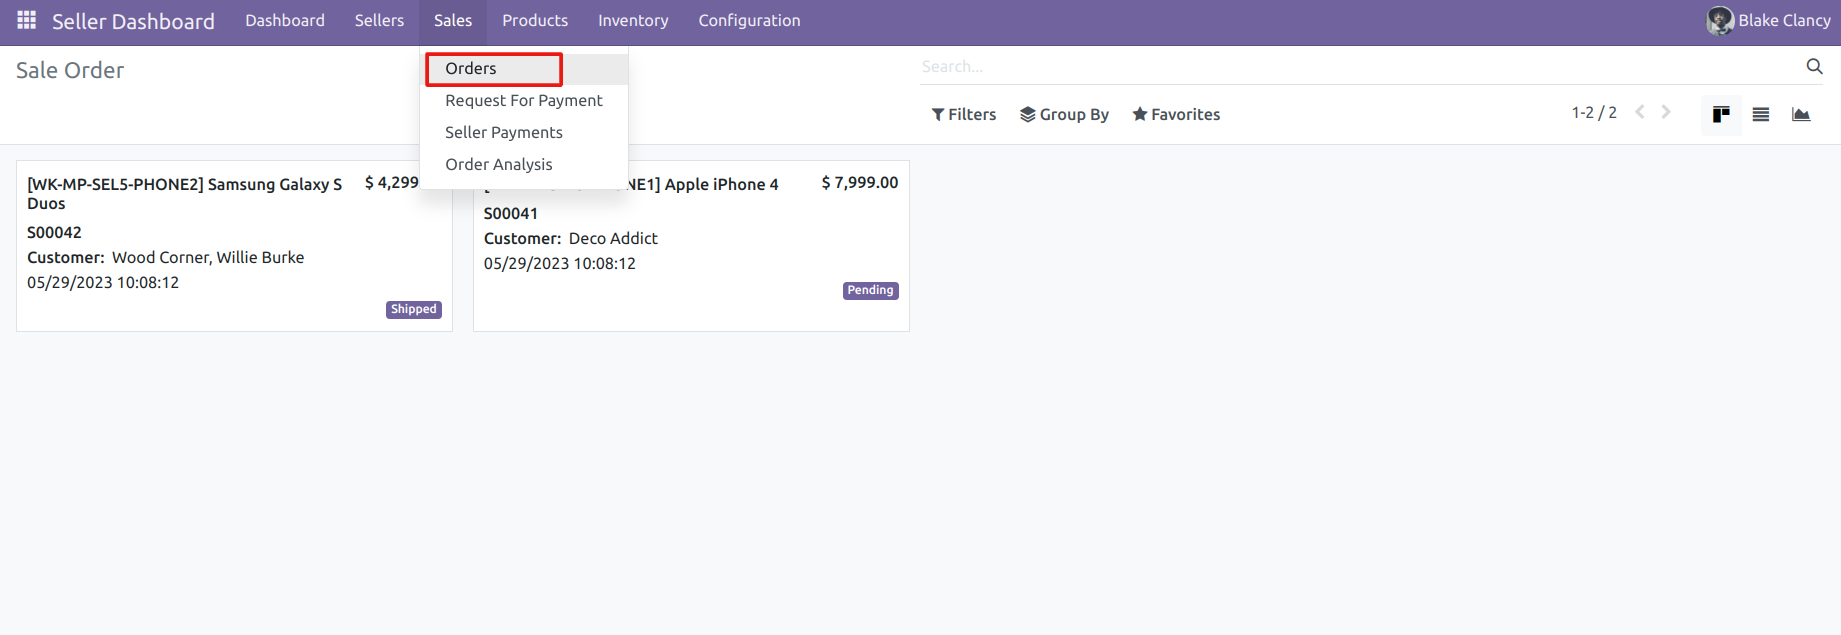 Seller Dashboard Dashboard Sellers Sales Products Inventory Configuration Blake Clancy
Sale Order
Search...
Orders
Request For Payment
Seller Payments
Order Analysis
Filters Group By Favorites 1-2 / 2
[WK-MP-SEL5-PHONE2] Samsung Galaxy S $ 4,299
Duos
S00042
Customer: Wood Corner, Willie Burke
05/29/2023 10:08:12
Shipped
NE1] Apple iPhone 4 $ 7,999.00
S00041
Customer: Deco Addict
05/29/2023 10:08:12
Pending